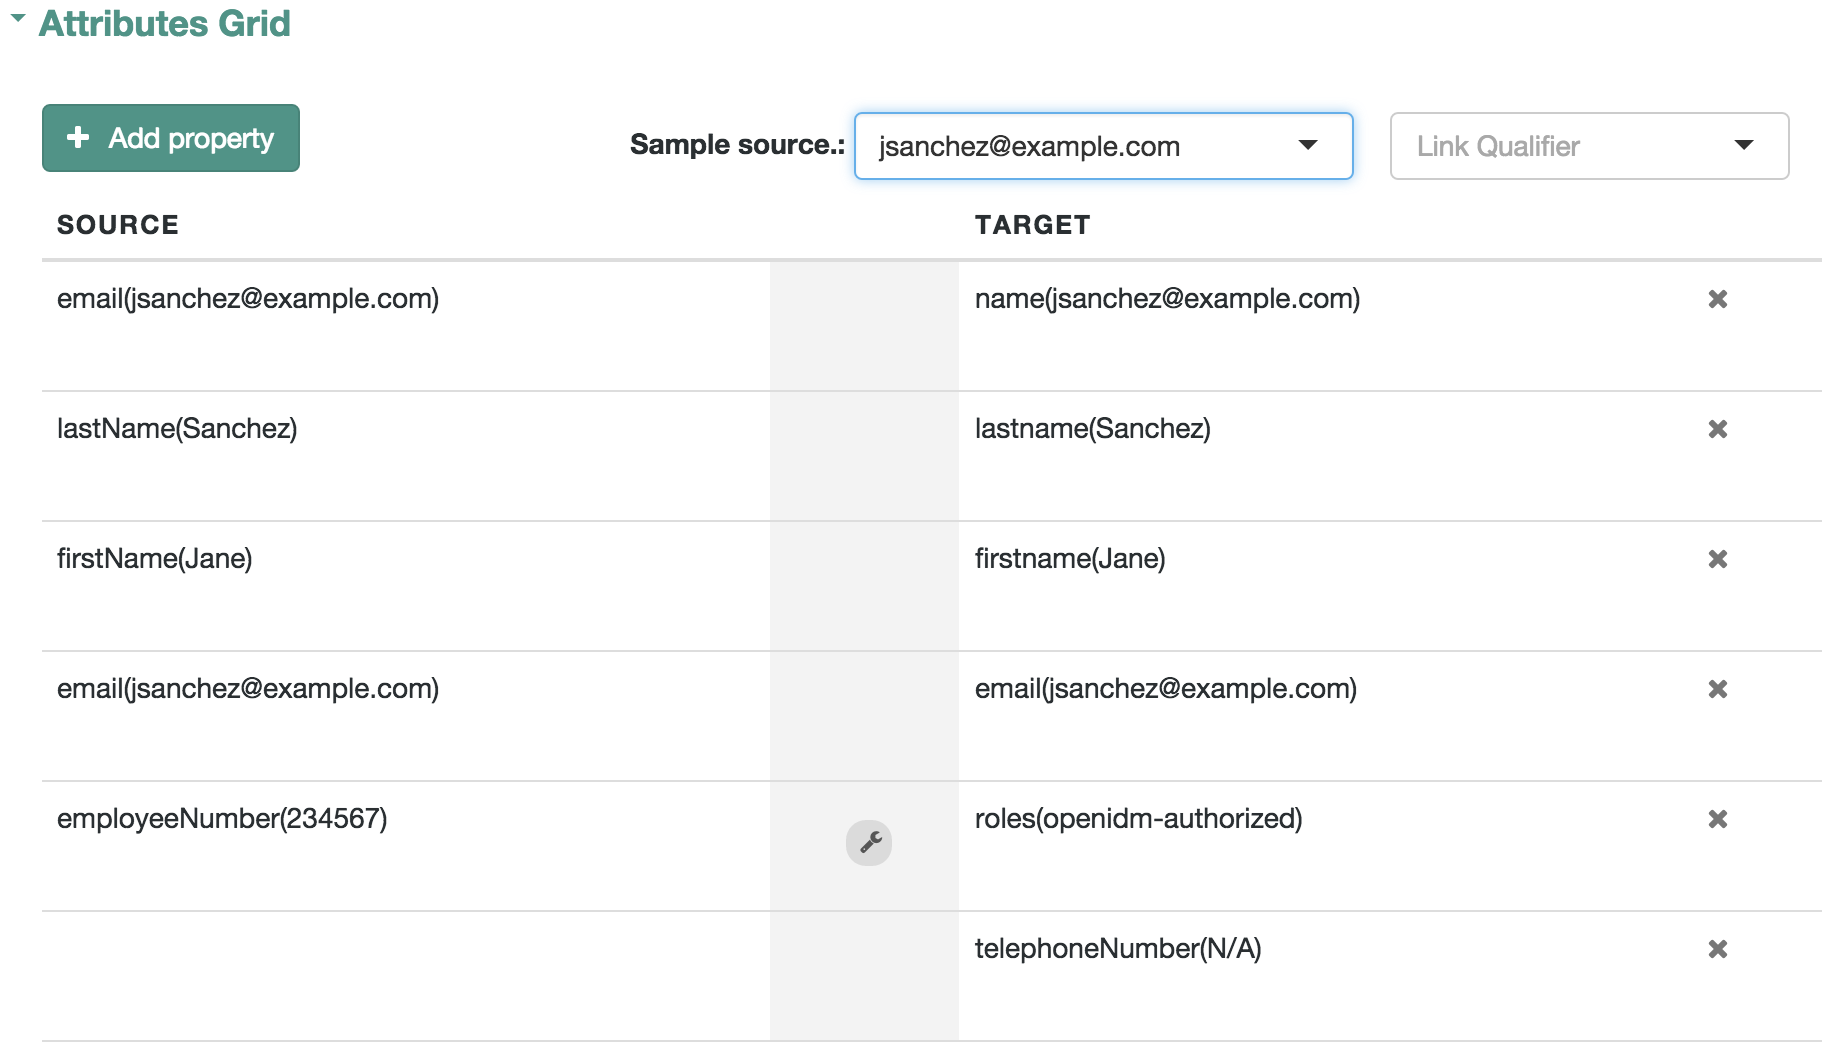 Attributes Grid
Add property
Sample source.: jsanchez@example.com Link Qualifier
SOURCE TARGET
email(jsanchez@example.com) name(jsanchez@example.com)
lastName(Sanchez) lastname(Sanchez)
firstName(Jane) firstname(Jane)
email(jsanchez@example.com) email(jsanchez@example.com)
employeeNumber(234567) roles(openidm-authorized)
telephoneNumber(N/A)